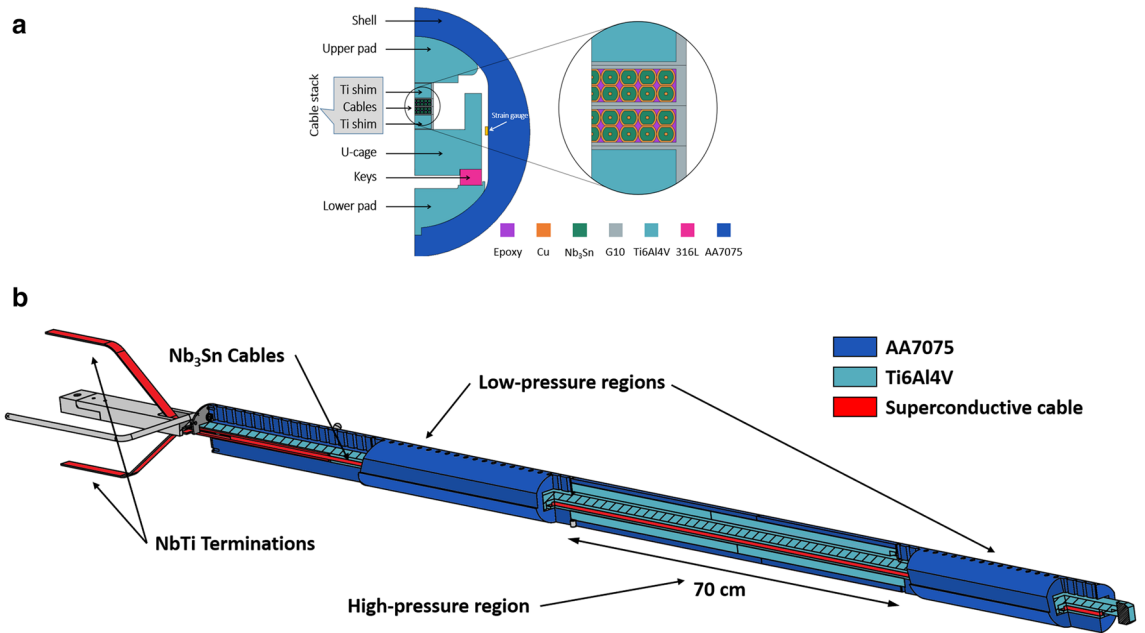 a
Shell
Upper pad
Cable stack
Ti shim
Cables
Ti shim
Strain gauge
U-cage
Keys
Lower pad
Epoxy Cu Nb₃Sn G10 Ti6Al4V 316L AA7075
b
Nb₃Sn Cables
Low-pressure regions
AA7075
Ti6Al4V
Superconductive cable
NbTi Terminations
High-pressure region
70 cm